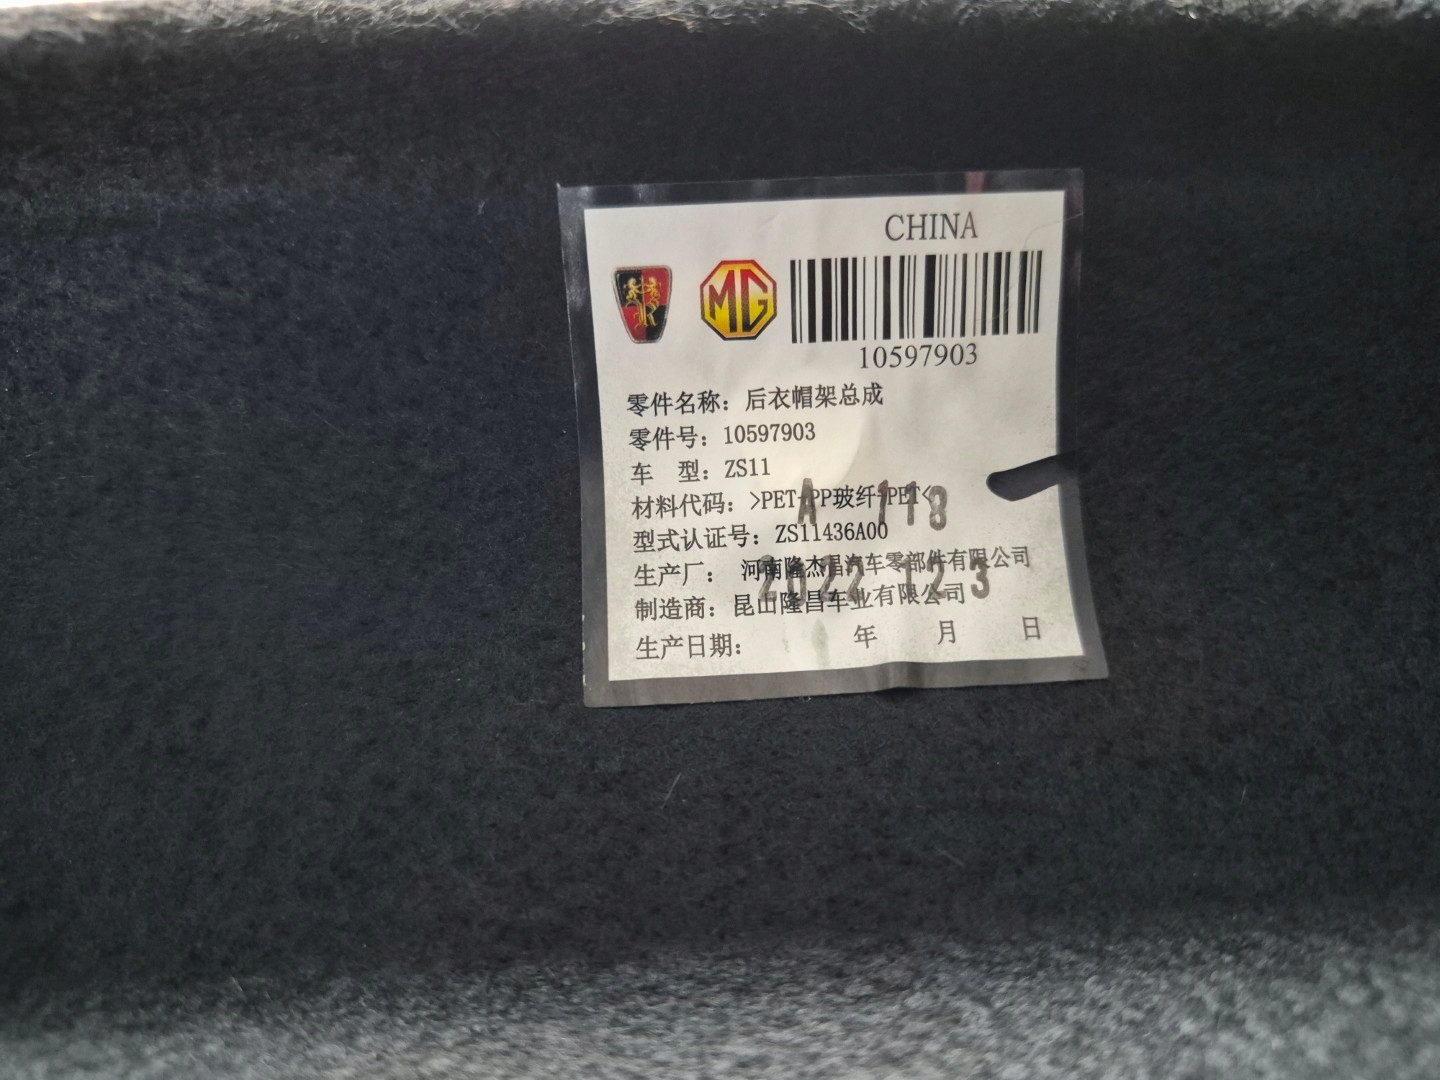 CHINA
MG
10597903
零件名称：后衣帽架总成
零件号：10597903
车 型：ZS11
材料代码：>PET+PP玻纤+PET<
A 118
型式认证号：ZS11436A00
生产厂： 河南隆杰昌汽车零部件有限公司
2022 12 3
制造商：昆山隆昌车业有限公司
生产日期： 年 月 日